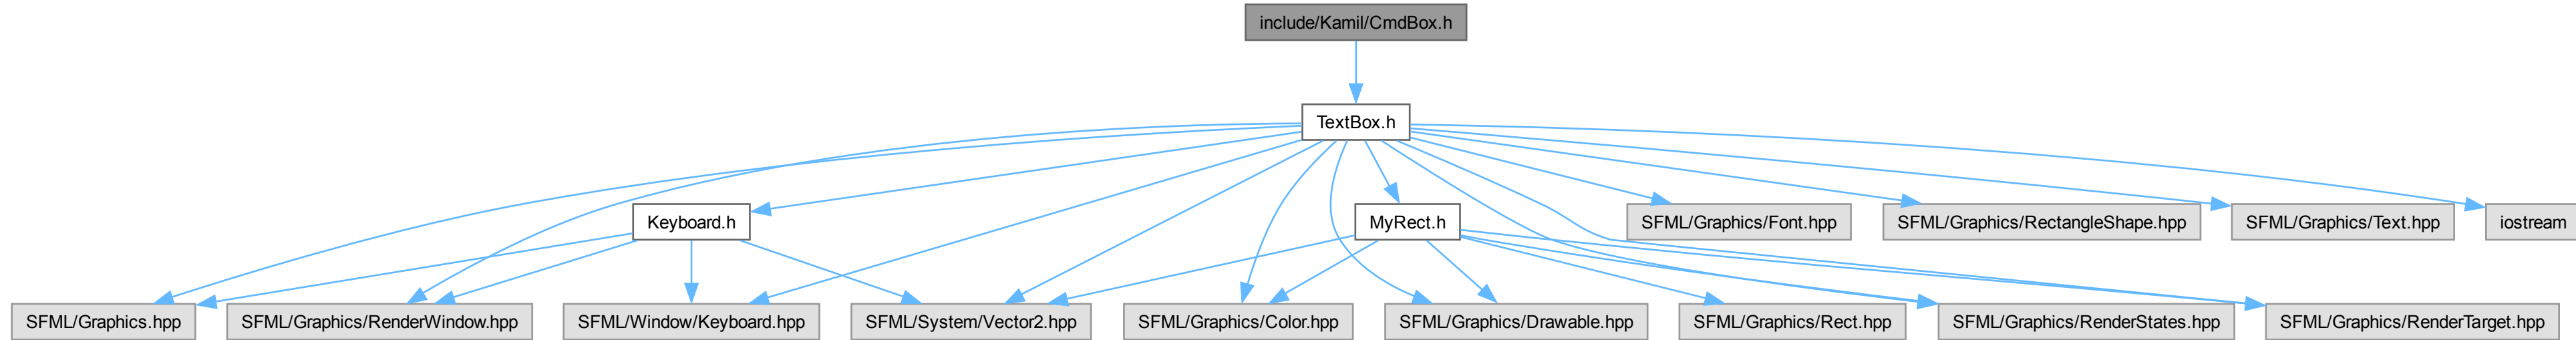 include/Kamil/CmdBox.h
TextBox.h
Keyboard.h
MyRect.h
SFML/Graphics/Font.hpp
SFML/Graphics/RectangleShape.hpp
SFML/Graphics/Text.hpp
iostream
SFML/Graphics.hpp
SFML/Graphics/RenderWindow.hpp
SFML/Window/Keyboard.hpp
SFML/System/Vector2.hpp
SFML/Graphics/Color.hpp
SFML/Graphics/Drawable.hpp
SFML/Graphics/Rect.hpp
SFML/Graphics/RenderStates.hpp
SFML/Graphics/RenderTarget.hpp